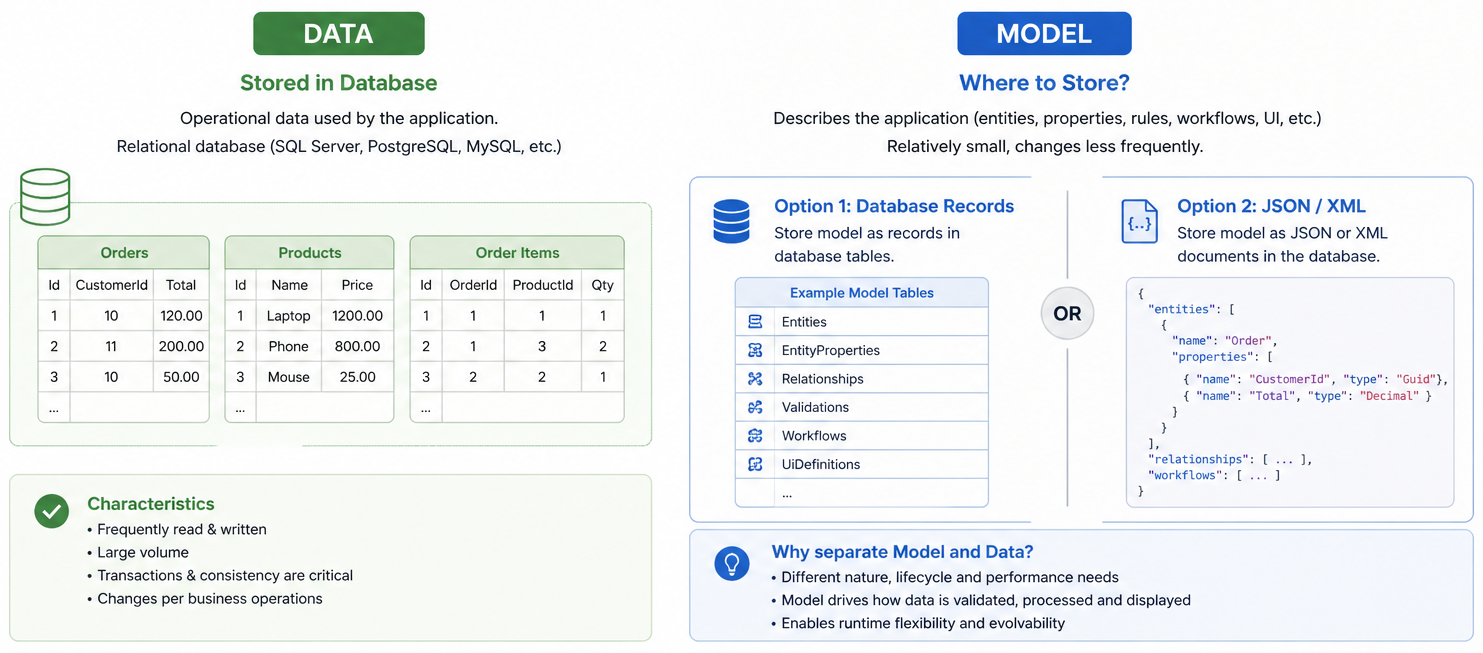 DATA
Stored in Database
Operational data used by the application.
Relational database (SQL Server, PostgreSQL, MySQL, etc.)
Orders
Id CustomerId Total
1 10 120.00
2 11 200.00
3 10 50.00
...
Products
Id Name Price
1 Laptop 1200.00
2 Phone 800.00
3 Mouse 25.00
...
Order Items
Id OrderId ProductId Qty
1 1 1 1
2 1 3 2
3 2 2 1
...
Characteristics
• Frequently read & written
• Large volume
• Transactions & consistency are critical
• Changes per business operations
MODEL
Where to Store?
Describes the application (entities, properties, rules, workflows, UI, etc.)
Relatively small, changes less frequently.
Option 1: Database Records
Store model as records in
database tables.
Example Model Tables
Entities
EntityProperties
Relationships
Validations
Workflows
UiDefinitions
...
OR
{..}
Option 2: JSON / XML
Store model as JSON or XML
documents in the database.
{
"entities": [
{
"name": "Order",
"properties": [
{ "name": "CustomerId", "type": "Guid"},
{ "name": "Total", "type": "Decimal" }
]
}
],
"relationships": [ ... ],
"workflows": [ ... ]
}
Why separate Model and Data?
• Different nature, lifecycle and performance needs
• Model drives how data is validated, processed and displayed
• Enables runtime flexibility and evolvability